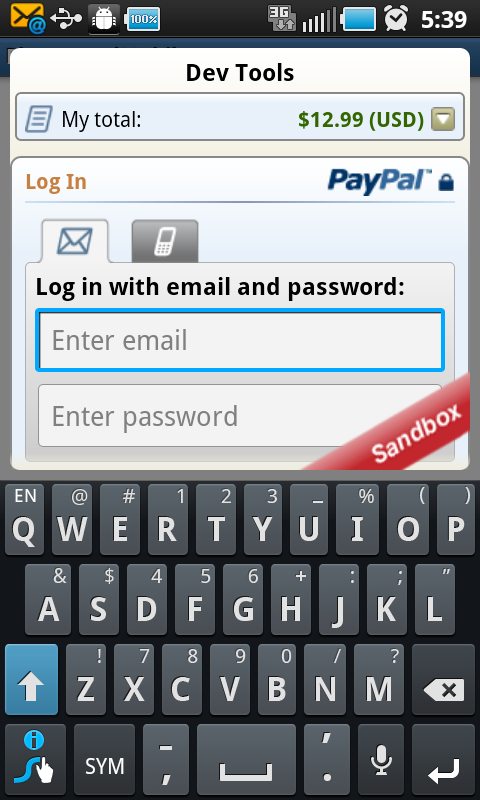 100%
3G
5:39
Dev Tools
My total: $12.99 (USD)
Log In PayPal™
Log in with email and password:
Enter email
Enter password
Sandbox
EN @ # 1 2 3 _ % ( )
Q W E R T Y U I O P
& $ 4 5 6 + : ; "
A S D F G H J K L
! 7 8 9 0 / ?
Z X C V B N M
SYM - , ' .